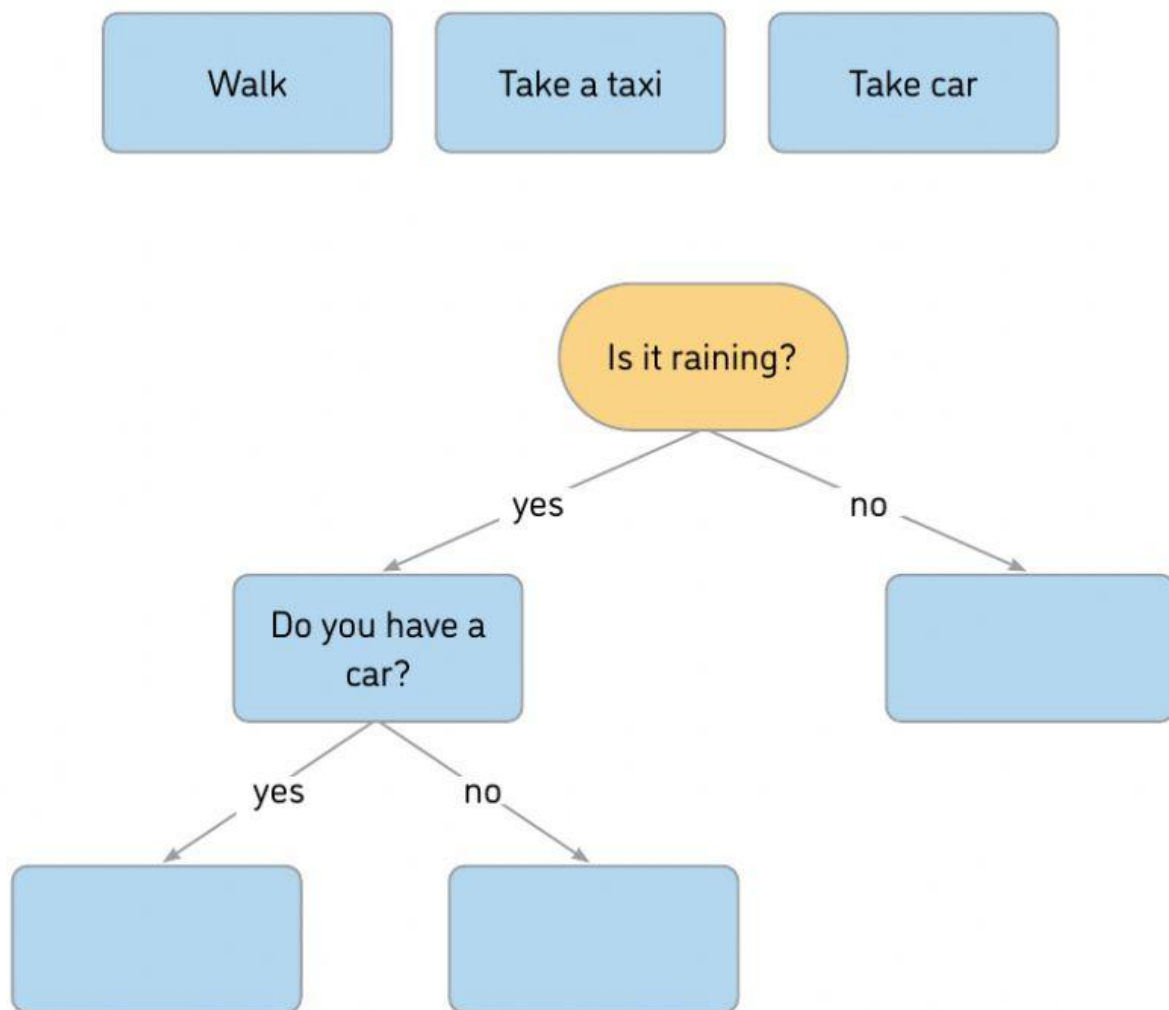 Walk
Take a taxi
Take car
Is it raining?
yes
no
Do you have a
car?
yes
no